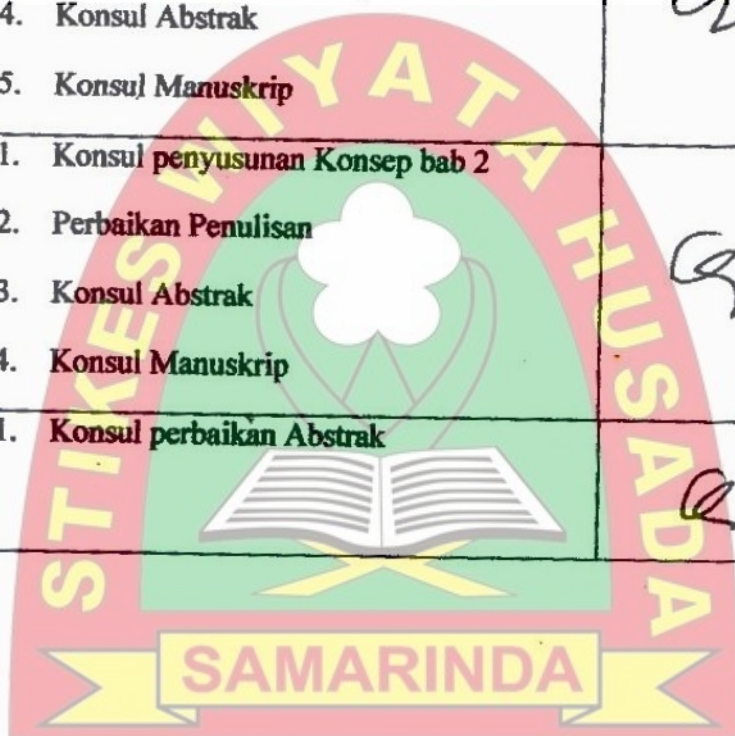 4. Konsul Abstrak
5. Konsul Manuskrip
1. Konsul penyusunan Konsep bab 2
2. Perbaikan Penulisan
3. Konsul Abstrak
4. Konsul Manuskrip
1. Konsul perbaikan Abstrak
STIKES WIYATA HUSADA
SAMARINDA